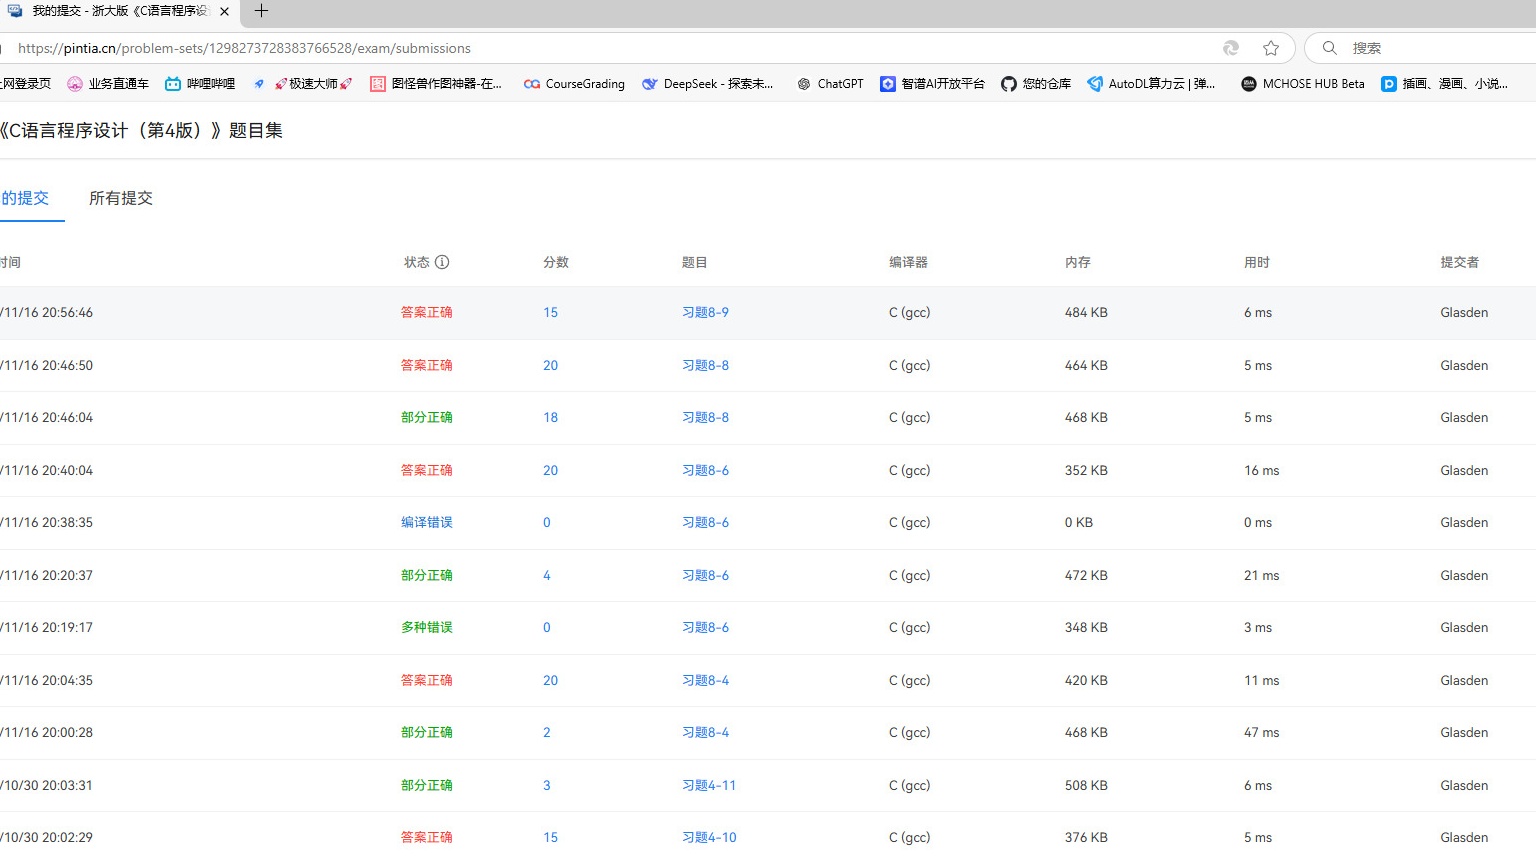 我的提交 - 浙大版《C语言程序设
https://pintia.cn/problem-sets/1298273728383766528/exam/submissions
搜索
上网登录页 业务直通车 哔哩哔哩 🚀极速大师🚀 图怪兽作图神器-在... CourseGrading DeepSeek - 探索未... ChatGPT 智谱AI开放平台 您的仓库 AutoDL算力云 | 弹... MCHOSE HUB Beta 插画、漫画、小说...
《C语言程序设计（第4版）》题目集
的提交 所有提交
时间 状态 分数 题目 编译器 内存 用时 提交者
/11/16 20:56:46 答案正确 15 习题8-9 C (gcc) 484 KB 6 ms Glasden
/11/16 20:46:50 答案正确 20 习题8-8 C (gcc) 464 KB 5 ms Glasden
/11/16 20:46:04 部分正确 18 习题8-8 C (gcc) 468 KB 5 ms Glasden
/11/16 20:40:04 答案正确 20 习题8-6 C (gcc) 352 KB 16 ms Glasden
/11/16 20:38:35 编译错误 0 习题8-6 C (gcc) 0 KB 0 ms Glasden
/11/16 20:20:37 部分正确 4 习题8-6 C (gcc) 472 KB 21 ms Glasden
/11/16 20:19:17 多种错误 0 习题8-6 C (gcc) 348 KB 3 ms Glasden
/11/16 20:04:35 答案正确 20 习题8-4 C (gcc) 420 KB 11 ms Glasden
/11/16 20:00:28 部分正确 2 习题8-4 C (gcc) 468 KB 47 ms Glasden
/10/30 20:03:31 部分正确 3 习题4-11 C (gcc) 508 KB 6 ms Glasden
/10/30 20:02:29 答案正确 15 习题4-10 C (gcc) 376 KB 5 ms Glasden